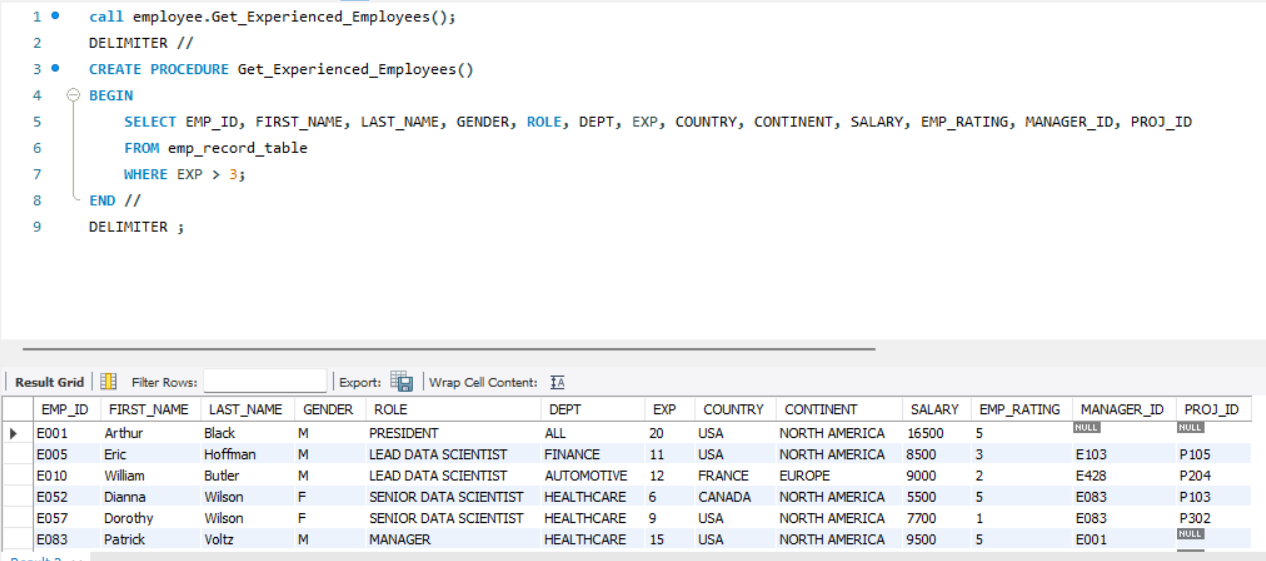 1 call employee.Get_Experienced_Employees();
2 DELIMITER //
3 CREATE PROCEDURE Get_Experienced_Employees()
4 BEGIN
5 SELECT EMP_ID, FIRST_NAME, LAST_NAME, GENDER, ROLE, DEPT, EXP, COUNTRY, CONTINENT, SALARY, EMP_RATING, MANAGER_ID, PROJ_ID
6 FROM emp_record_table
7 WHERE EXP > 3;
8 END //
9 DELIMITER ;
Result Grid Filter Rows: Export: Wrap Cell Content: IA
EMP_ID FIRST_NAME LAST_NAME GENDER ROLE DEPT EXP COUNTRY CONTINENT SALARY EMP_RATING MANAGER_ID PROJ_ID
E001 Arthur Black M PRESIDENT ALL 20 USA NORTH AMERICA 16500 5 NULL NULL
E005 Eric Hoffman M LEAD DATA SCIENTIST FINANCE 11 USA NORTH AMERICA 8500 3 E103 P105
E010 William Butler M LEAD DATA SCIENTIST AUTOMOTIVE 12 FRANCE EUROPE 9000 2 E428 P204
E052 Dianna Wilson F SENIOR DATA SCIENTIST HEALTHCARE 6 CANADA NORTH AMERICA 5500 5 E083 P103
E057 Dorothy Wilson F SENIOR DATA SCIENTIST HEALTHCARE 9 USA NORTH AMERICA 7700 1 E083 P302
E083 Patrick Voltz M MANAGER HEALTHCARE 15 USA NORTH AMERICA 9500 5 E001 NULL